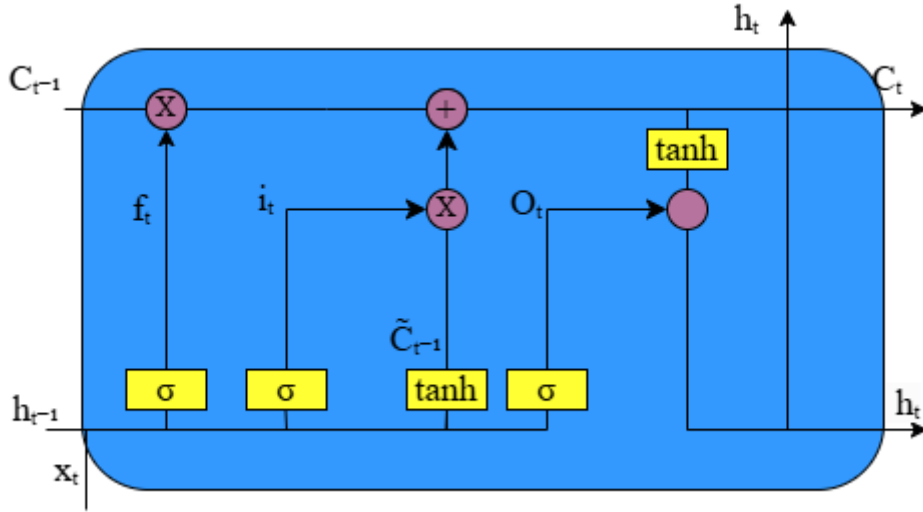 hₜ
Cₜ₋₁
Cₜ
X
+
tanh
fₜ
iₜ
X
Oₜ
C̃ₜ₋₁
σ
σ
tanh
σ
hₜ₋₁
hₜ
xₜ